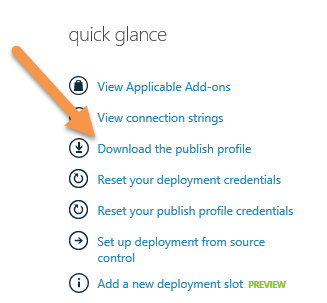 quick glance
View Applicable Add-ons
View connection strings
Download the publish profile
Reset your deployment credentials
Reset your publish profile credentials
Set up deployment from source
control
Add a new deployment slot PREVIEW